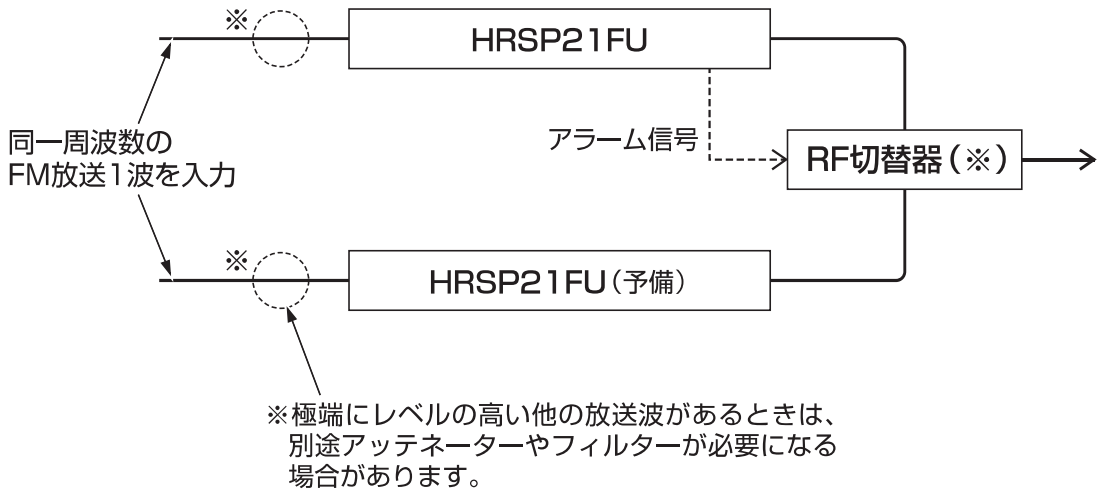 ※
HRSP21FU
同一周波数の
FM放送1波を入力
アラーム信号
RF切替器(※)
※
HRSP21FU(予備)
※極端にレベルの高い他の放送波があるときは、
別途アッテネーターやフィルターが必要になる
場合があります。